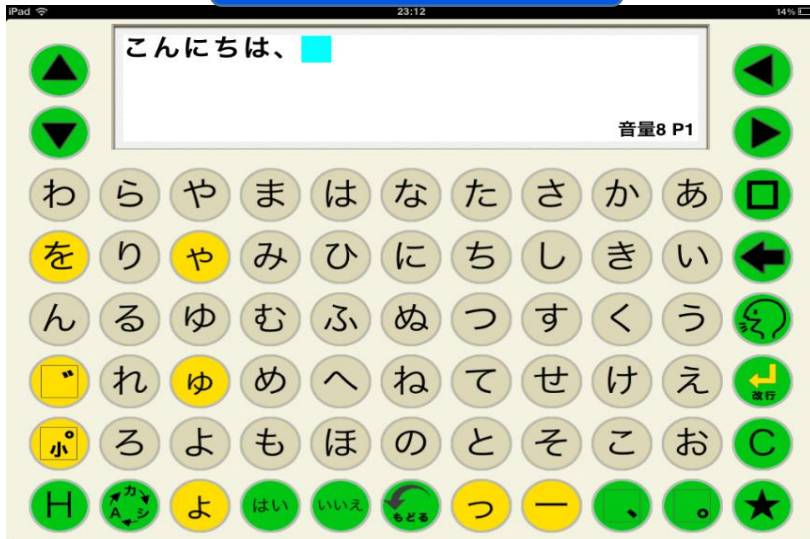 iPad 23:12 14%
こんにちは、
音量8 P1
わ ら や ま は な た さ か あ
を り ゃ み ひ に ち し き い
ん る ゆ む ふ ぬ つ す く う
゛ れ ゅ め へ ね て せ け え 改行
小゜ ろ よ も ほ の と そ こ お C
H カシA ょ はい いいえ もどる っ ー 、 。